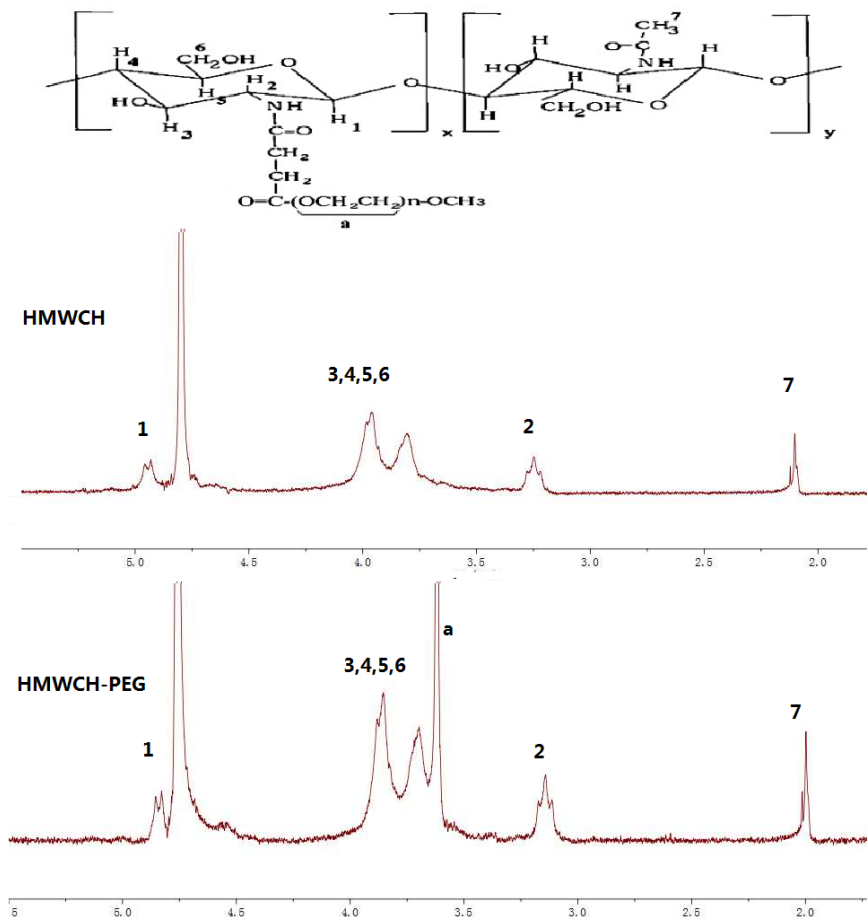 7
CH3
6
CH2OH
O
O-C
H
H
H
4
H
2
NH
HO
O
HO
5
H
NH
H
H
H
O
O
HO
H
3
H
1
H
CH2OH
O
C=O
x
y
CH2
CH2
O=C-(OCH2CH2)n-OCH3
a
HMWCH
3,4,5,6
7
1
2
5.0 4.5 4.0 3.5 3.0 2.5 2.0
a
3,4,5,6
HMWCH-PEG
7
1
2
5 5.0 4.5 4.0 3.5 3.0 2.5 2.0